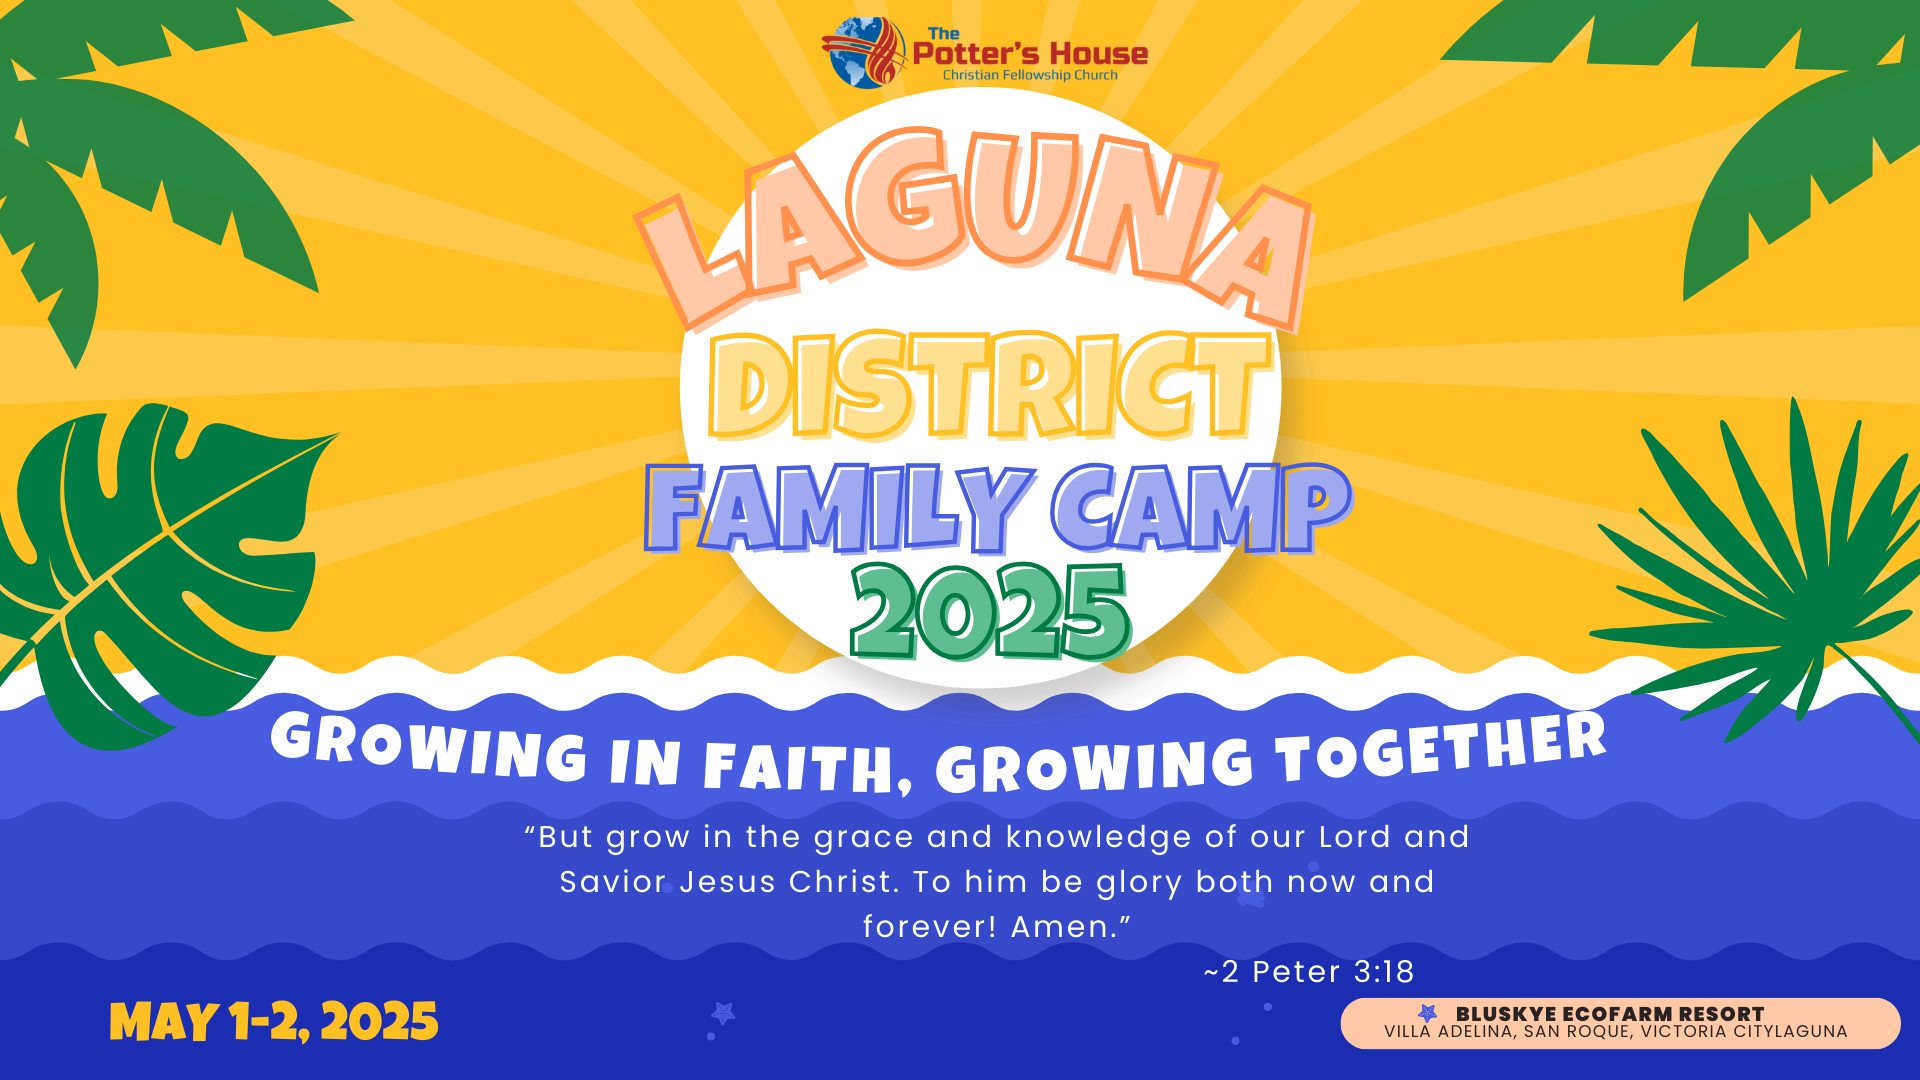 The
Potter's House
Christian Fellowship Church
LAGUNA
DISTRICT
FAMILY CAMP
2025
GROWING IN FAITH, GROWING TOGETHER
“But grow in the grace and knowledge of our Lord and
Savior Jesus Christ. To him be glory both now and
forever! Amen.”
~2 Peter 3:18
MAY 1-2, 2025
BLUSKYE ECOFARM RESORT
VILLA ADELINA, SAN ROQUE, VICTORIA CITYLAGUNA